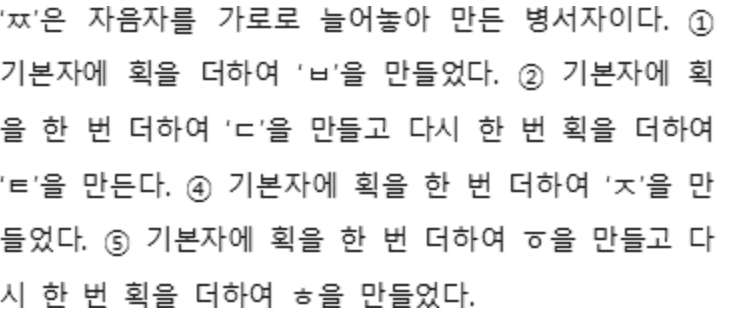 ‘ㅉ’은 자음자를 가로로 늘어놓아 만든 병서자이다. ①
기본자에 획을 더하여 ‘ㅂ’을 만들었다. ② 기본자에 획
을 한 번 더하여 ‘ㄷ’을 만들고 다시 한 번 획을 더하여
‘ㅌ’을 만든다. ④ 기본자에 획을 한 번 더하여 ‘ㅈ’을 만
들었다. ⑤ 기본자에 획을 한 번 더하여 ㆆ을 만들고 다
시 한 번 획을 더하여 ㅎ을 만들었다.